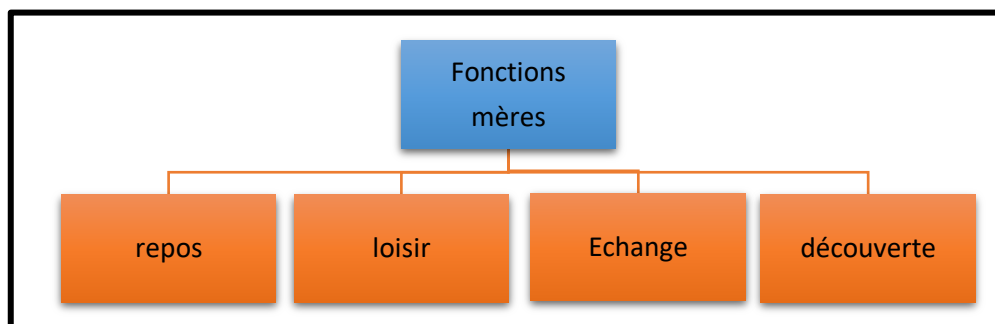 Fonctions
mères
repos
loisir
Echange
découverte